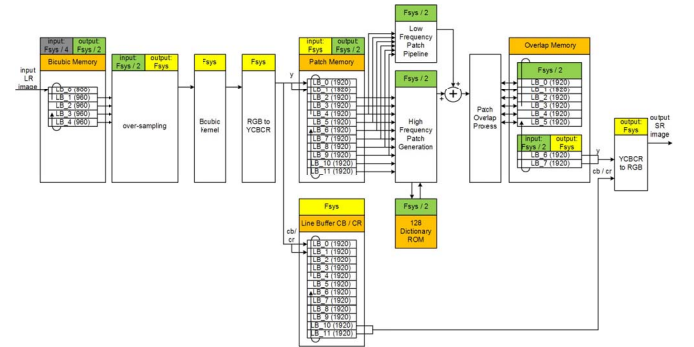 input:
Fsys / 4
output:
Fsys / 2
Bicubic Memory
input
LR
image
LB_0 (960)
LB_1 (960)
LB_2 (960)
LB_3 (960)
LB_4 (960)
input:
Fsys / 2
output:
Fsys
over-sampling
Fsys
Bcubic
kernel
Fsys
RGB to
YCBCR
y
cb/
cr
input:
Fsys
output:
Fsys / 2
Patch Memory
LB_0 (1920)
LB_1 (1920)
LB_2 (1920)
LB_3 (1920)
LB_4 (1920)
LB_5 (1920)
LB_6 (1920)
LB_7 (1920)
LB_8 (1920)
LB_9 (1920)
LB_10 (1920)
LB_11 (1920)
Fsys / 2
Low
Frequency
Patch
Pipeline
Fsys / 2
High
Frequency
Patch
Generation
Fsys / 2
128
Dictionary
ROM
+
+
+
Pach
Overlap
Proxess
Overlap Memory
Fsys / 2
LB_0 (1920)
LB_1 (1920)
LB_2 (1920)
LB_3 (1920)
LB_4 (1920)
LB_5 (1920)
input:
Fsys / 2
output:
Fsys
LB_6 (1920)
LB_7 (1920)
y
cb / cr
output:
Fsys
YCBCR
to RGB
output
SR
image
Fsys
Line Buffer CB / CR
LB_0 (1920)
LB_1 (1920)
LB_2 (1920)
LB_3 (1920)
LB_4 (1920)
LB_5 (1920)
LB_6 (1920)
LB_7 (1920)
LB_8 (1920)
LB_9 (1920)
LB_10 (1920)
LB_11 (1920)